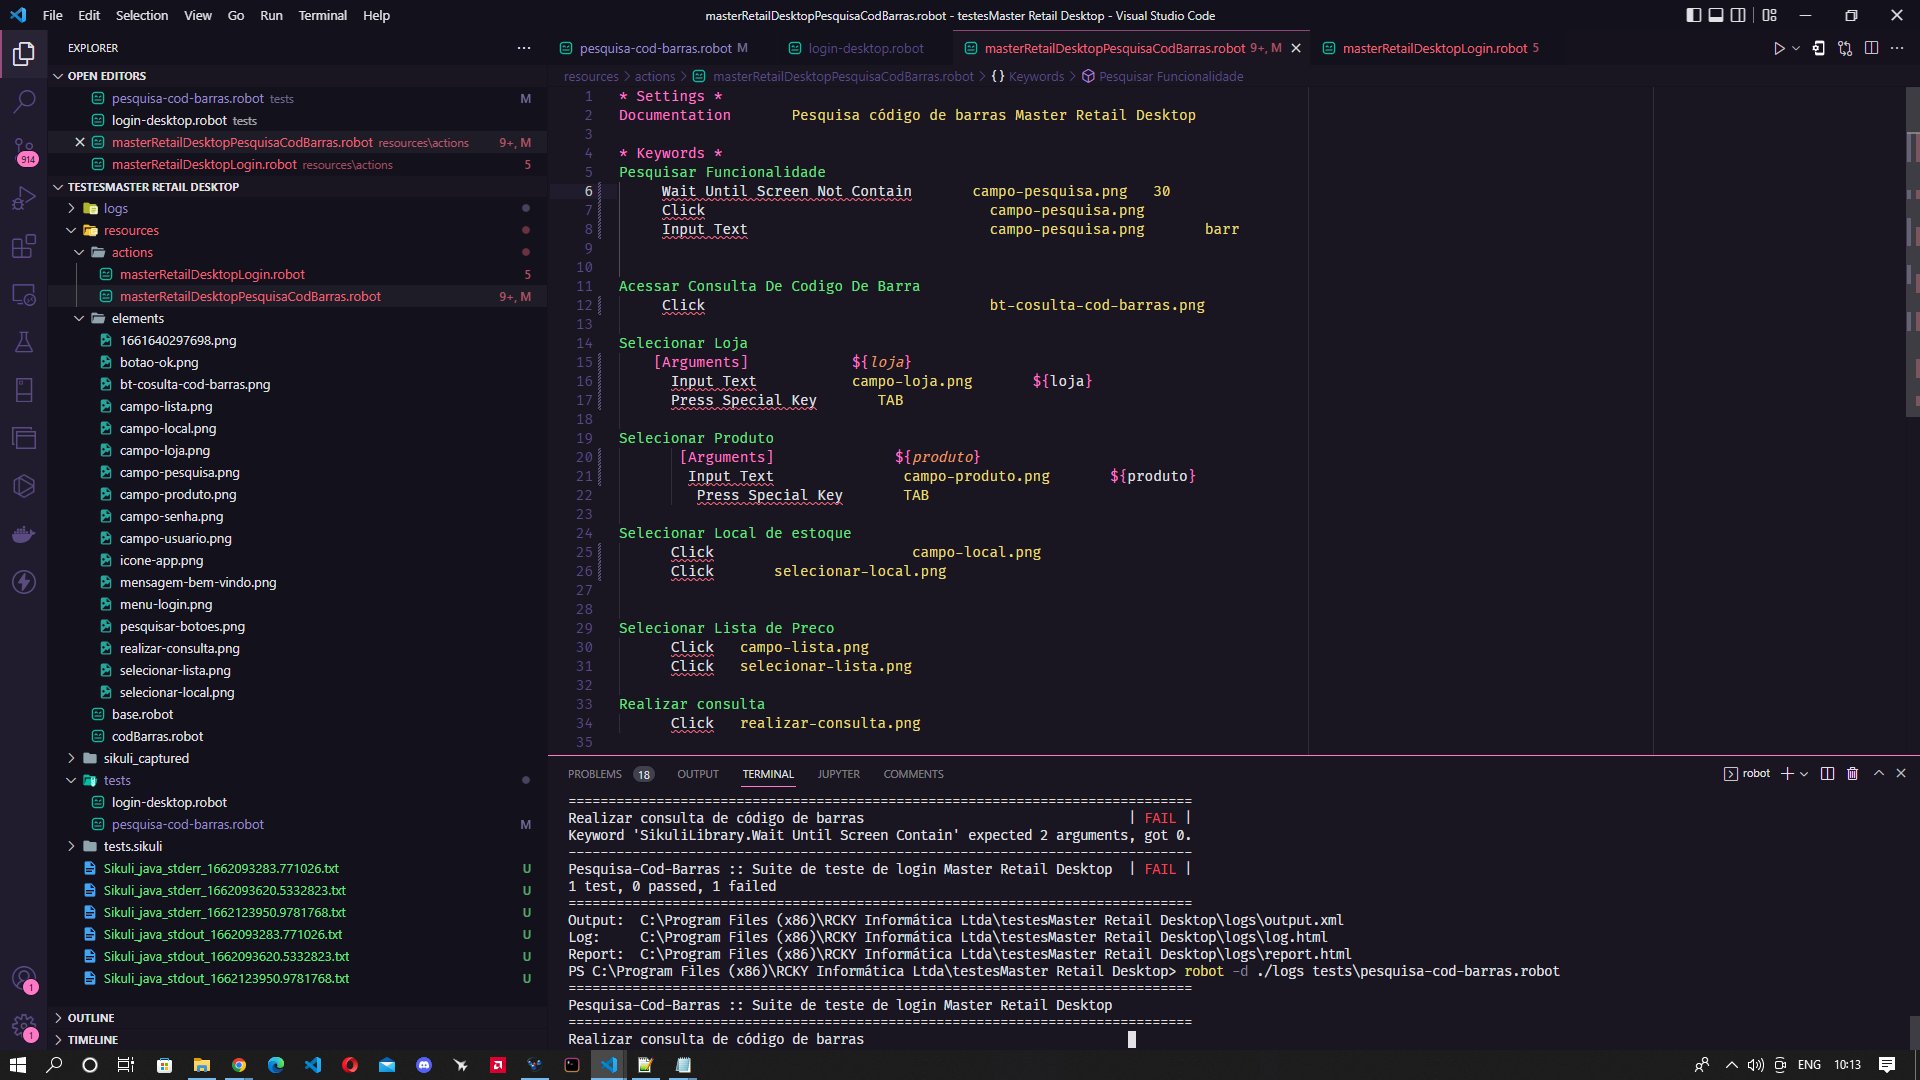 File Edit Selection View Go Run Terminal Help
masterRetailDesktopPesquisaCodBarras.robot - testesMaster Retail Desktop - Visual Studio Code
EXPLORER
OPEN EDITORS
pesquisa-cod-barras.robot tests M
login-desktop.robot tests
masterRetailDesktopPesquisaCodBarras.robot resources\actions 9+, M
masterRetailDesktopLogin.robot resources\actions 5
TESTESMASTER RETAIL DESKTOP
logs
resources
actions
masterRetailDesktopLogin.robot 5
masterRetailDesktopPesquisaCodBarras.robot 9+, M
elements
1661640297698.png
botao-ok.png
bt-cosulta-cod-barras.png
campo-lista.png
campo-local.png
campo-loja.png
campo-pesquisa.png
campo-produto.png
campo-senha.png
campo-usuario.png
icone-app.png
mensagem-bem-vindo.png
menu-login.png
pesquisar-botoes.png
realizar-consulta.png
selecionar-lista.png
selecionar-local.png
base.robot
codBarras.robot
sikuli_captured
tests
login-desktop.robot
pesquisa-cod-barras.robot M
tests.sikuli
Sikuli_java_stderr_1662093283.771026.txt U
Sikuli_java_stderr_1662093620.5332823.txt U
Sikuli_java_stderr_1662123950.9781768.txt U
Sikuli_java_stdout_1662093283.771026.txt U
Sikuli_java_stdout_1662093620.5332823.txt U
Sikuli_java_stdout_1662123950.9781768.txt U
OUTLINE
TIMELINE
914
1
1
pesquisa-cod-barras.robot M login-desktop.robot masterRetailDesktopPesquisaCodBarras.robot 9+, M masterRetailDesktopLogin.robot 5
resources > actions > masterRetailDesktopPesquisaCodBarras.robot > {} Keywords > Pesquisar Funcionalidade
1 * Settings *
2 Documentation Pesquisa código de barras Master Retail Desktop
3
4 * Keywords *
5 Pesquisar Funcionalidade
6 Wait Until Screen Not Contain campo-pesquisa.png 30
7 Click campo-pesquisa.png
8 Input Text campo-pesquisa.png barr
9
10
11 Acessar Consulta De Codigo De Barra
12 Click bt-cosulta-cod-barras.png
13
14 Selecionar Loja
15 [Arguments] ${loja}
16 Input Text campo-loja.png ${loja}
17 Press Special Key TAB
18
19 Selecionar Produto
20 [Arguments] ${produto}
21 Input Text campo-produto.png ${produto}
22 Press Special Key TAB
23
24 Selecionar Local de estoque
25 Click campo-local.png
26 Click selecionar-local.png
27
28
29 Selecionar Lista de Preco
30 Click campo-lista.png
31 Click selecionar-lista.png
32
33 Realizar consulta
34 Click realizar-consulta.png
35
PROBLEMS 18 OUTPUT TERMINAL JUPYTER COMMENTS
robot
==============================================================================
Realizar consulta de código de barras | FAIL |
Keyword 'SikuliLibrary.Wait Until Screen Contain' expected 2 arguments, got 0.
------------------------------------------------------------------------------
Pesquisa-Cod-Barras :: Suite de teste de login Master Retail Desktop | FAIL |
1 test, 0 passed, 1 failed
==============================================================================
Output: C:\Program Files (x86)\RCKY Informática Ltda\testesMaster Retail Desktop\logs\output.xml
Log: C:\Program Files (x86)\RCKY Informática Ltda\testesMaster Retail Desktop\logs\log.html
Report: C:\Program Files (x86)\RCKY Informática Ltda\testesMaster Retail Desktop\logs\report.html
PS C:\Program Files (x86)\RCKY Informática Ltda\testesMaster Retail Desktop> robot -d ./logs tests\pesquisa-cod-barras.robot
==============================================================================
Pesquisa-Cod-Barras :: Suite de teste de login Master Retail Desktop
==============================================================================
Realizar consulta de código de barras
ENG 10:13